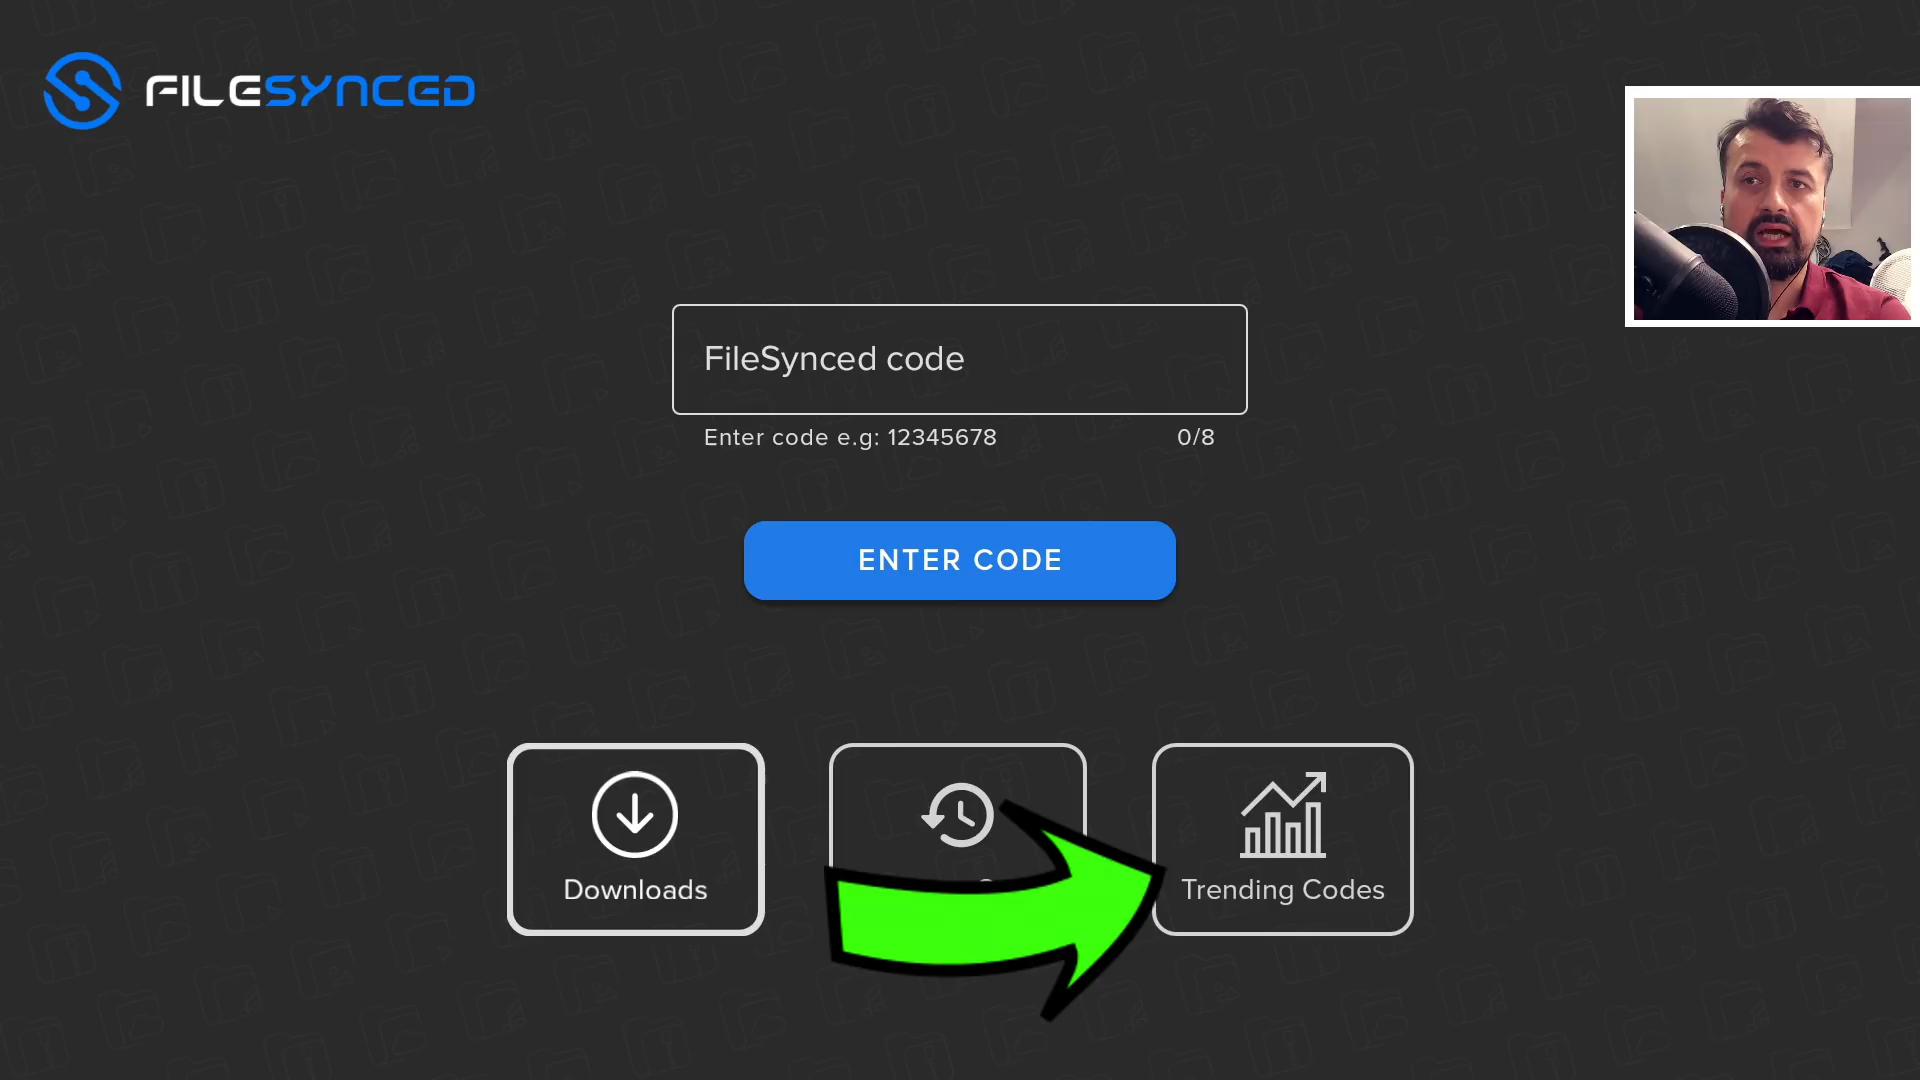 FILESYNCED
FileSynced code
Enter code e.g: 12345678
0/8
ENTER CODE
Downloads
Trending Codes